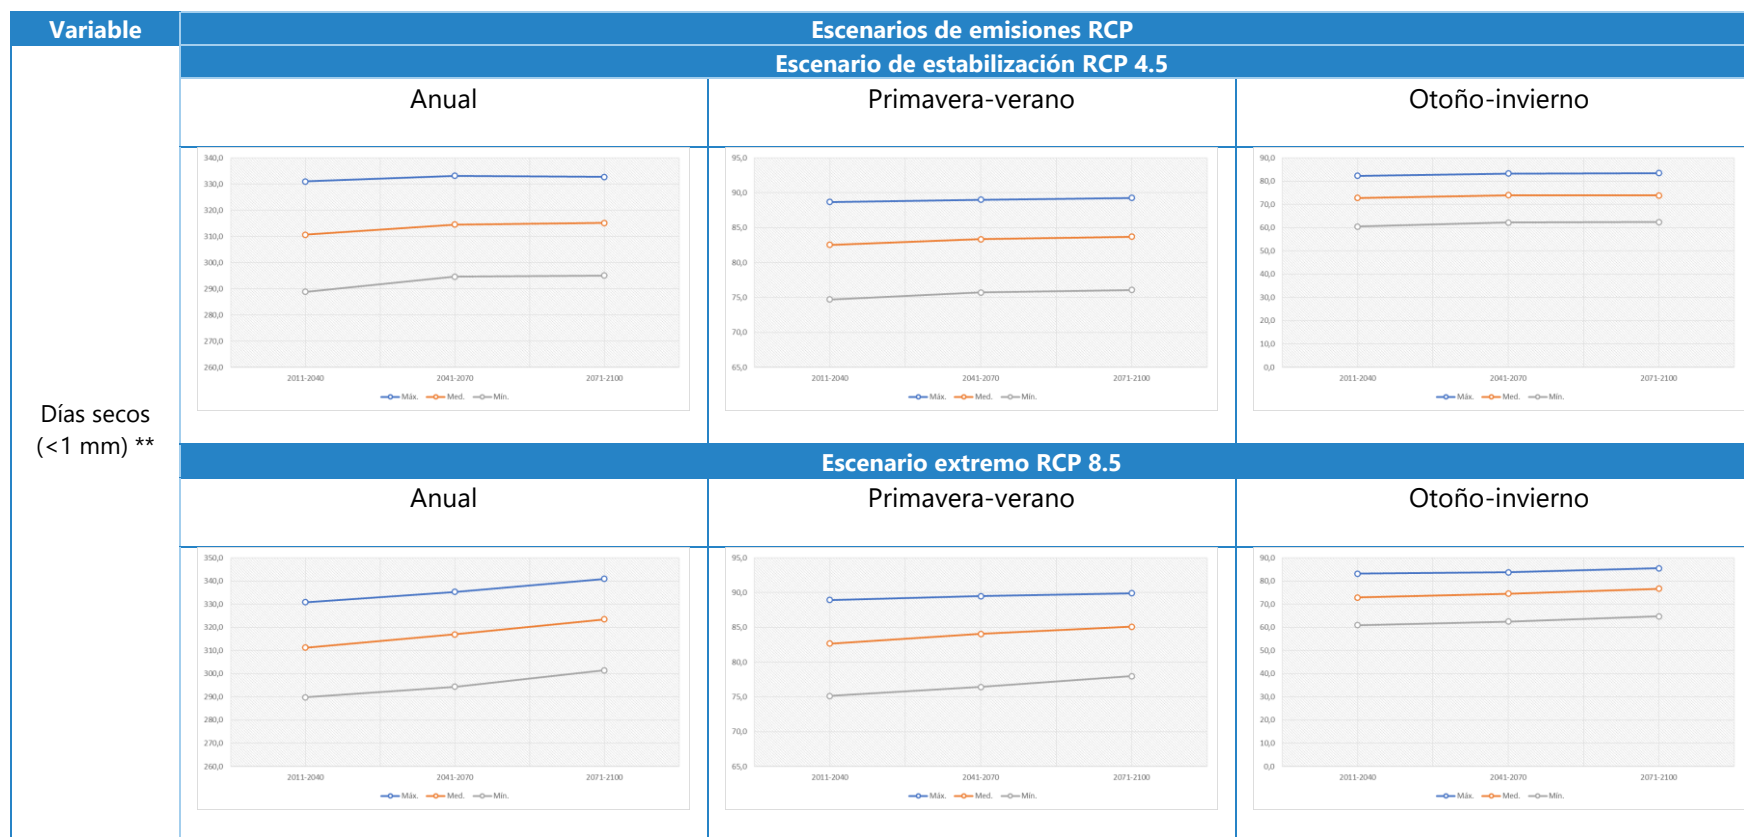 Variable
Escenarios de emisiones RCP
Escenario de estabilización RCP 4.5
Anual
Primavera-verano
Otoño-invierno
340,0
330,0
320,0
310,0
300,0
290,0
280,0
270,0
260,0
2011-2040
2041-2070
2071-2100
Máx.
Med.
Mín.
95,0
90,0
85,0
80,0
75,0
70,0
65,0
2011-2040
2041-2070
2071-2100
Máx.
Med.
Mín.
90,0
80,0
70,0
60,0
50,0
40,0
30,0
20,0
10,0
0,0
2011-2040
2041-2070
2071-2100
Máx.
Med.
Mín.
Días secos
(<1 mm) **
Escenario extremo RCP 8.5
Anual
Primavera-verano
Otoño-invierno
350,0
340,0
330,0
320,0
310,0
300,0
290,0
280,0
270,0
260,0
2011-2040
2041-2070
2071-2100
Máx.
Med.
Mín.
95,0
90,0
85,0
80,0
75,0
70,0
65,0
2011-2040
2041-2070
2071-2100
Máx.
Med.
Mín.
90,0
80,0
70,0
60,0
50,0
40,0
30,0
20,0
10,0
0,0
2011-2040
2041-2070
2071-2100
Máx.
Med.
Mín.